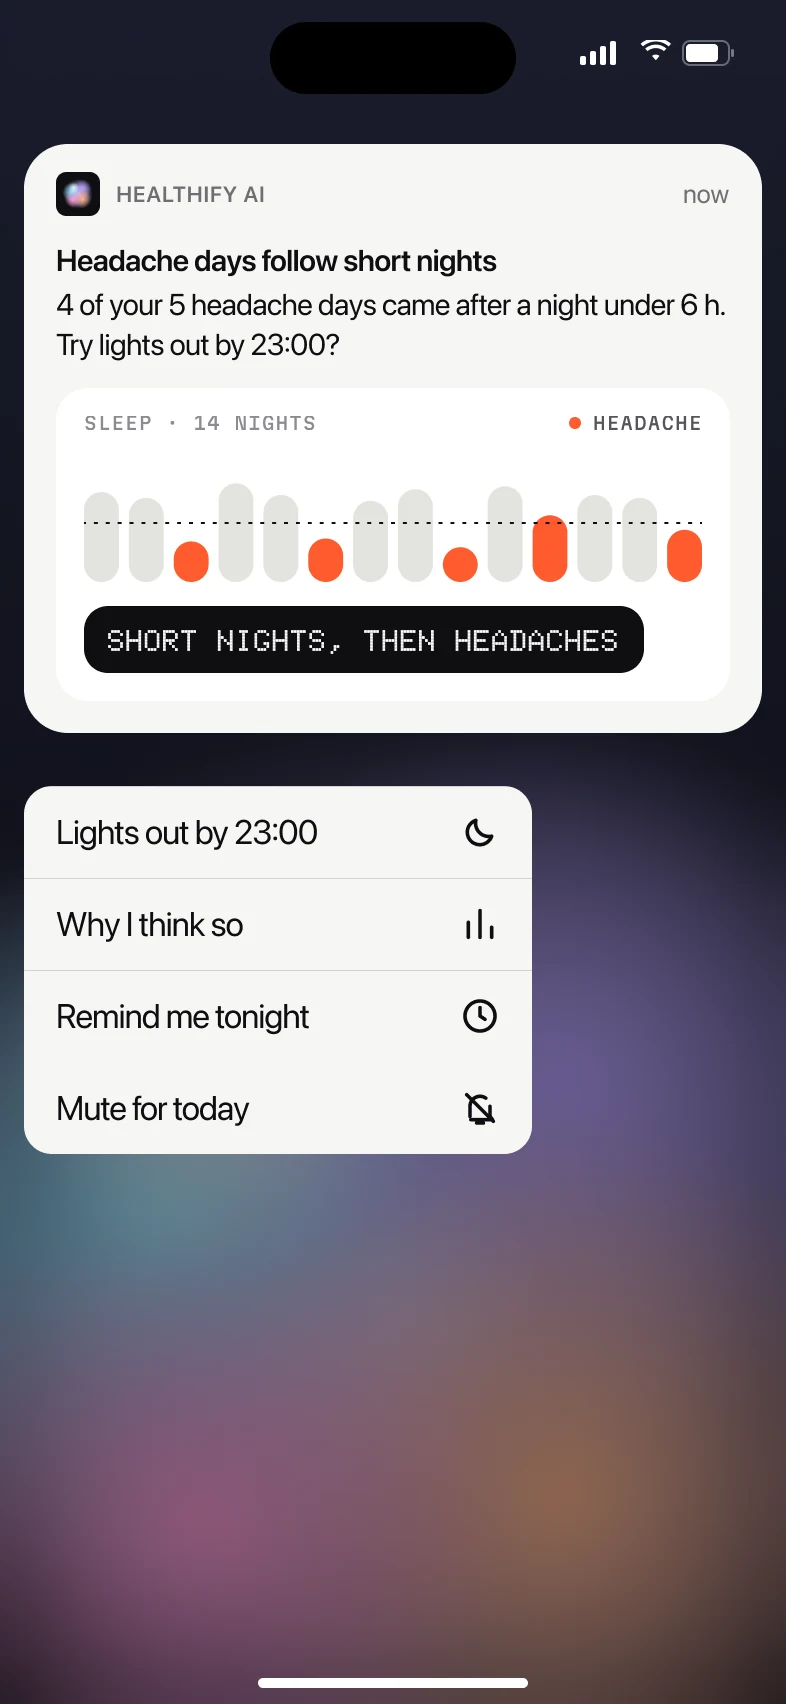 HEALTHIFY AI
now
Headache days follow short nights
4 of your 5 headache days came after a night under 6 h.
Try lights out by 23:00?
SLEEP · 14 NIGHTS
HEADACHE
SHORT NIGHTS, THEN HEADACHES
Lights out by 23:00
Why I think so
Remind me tonight
Mute for today